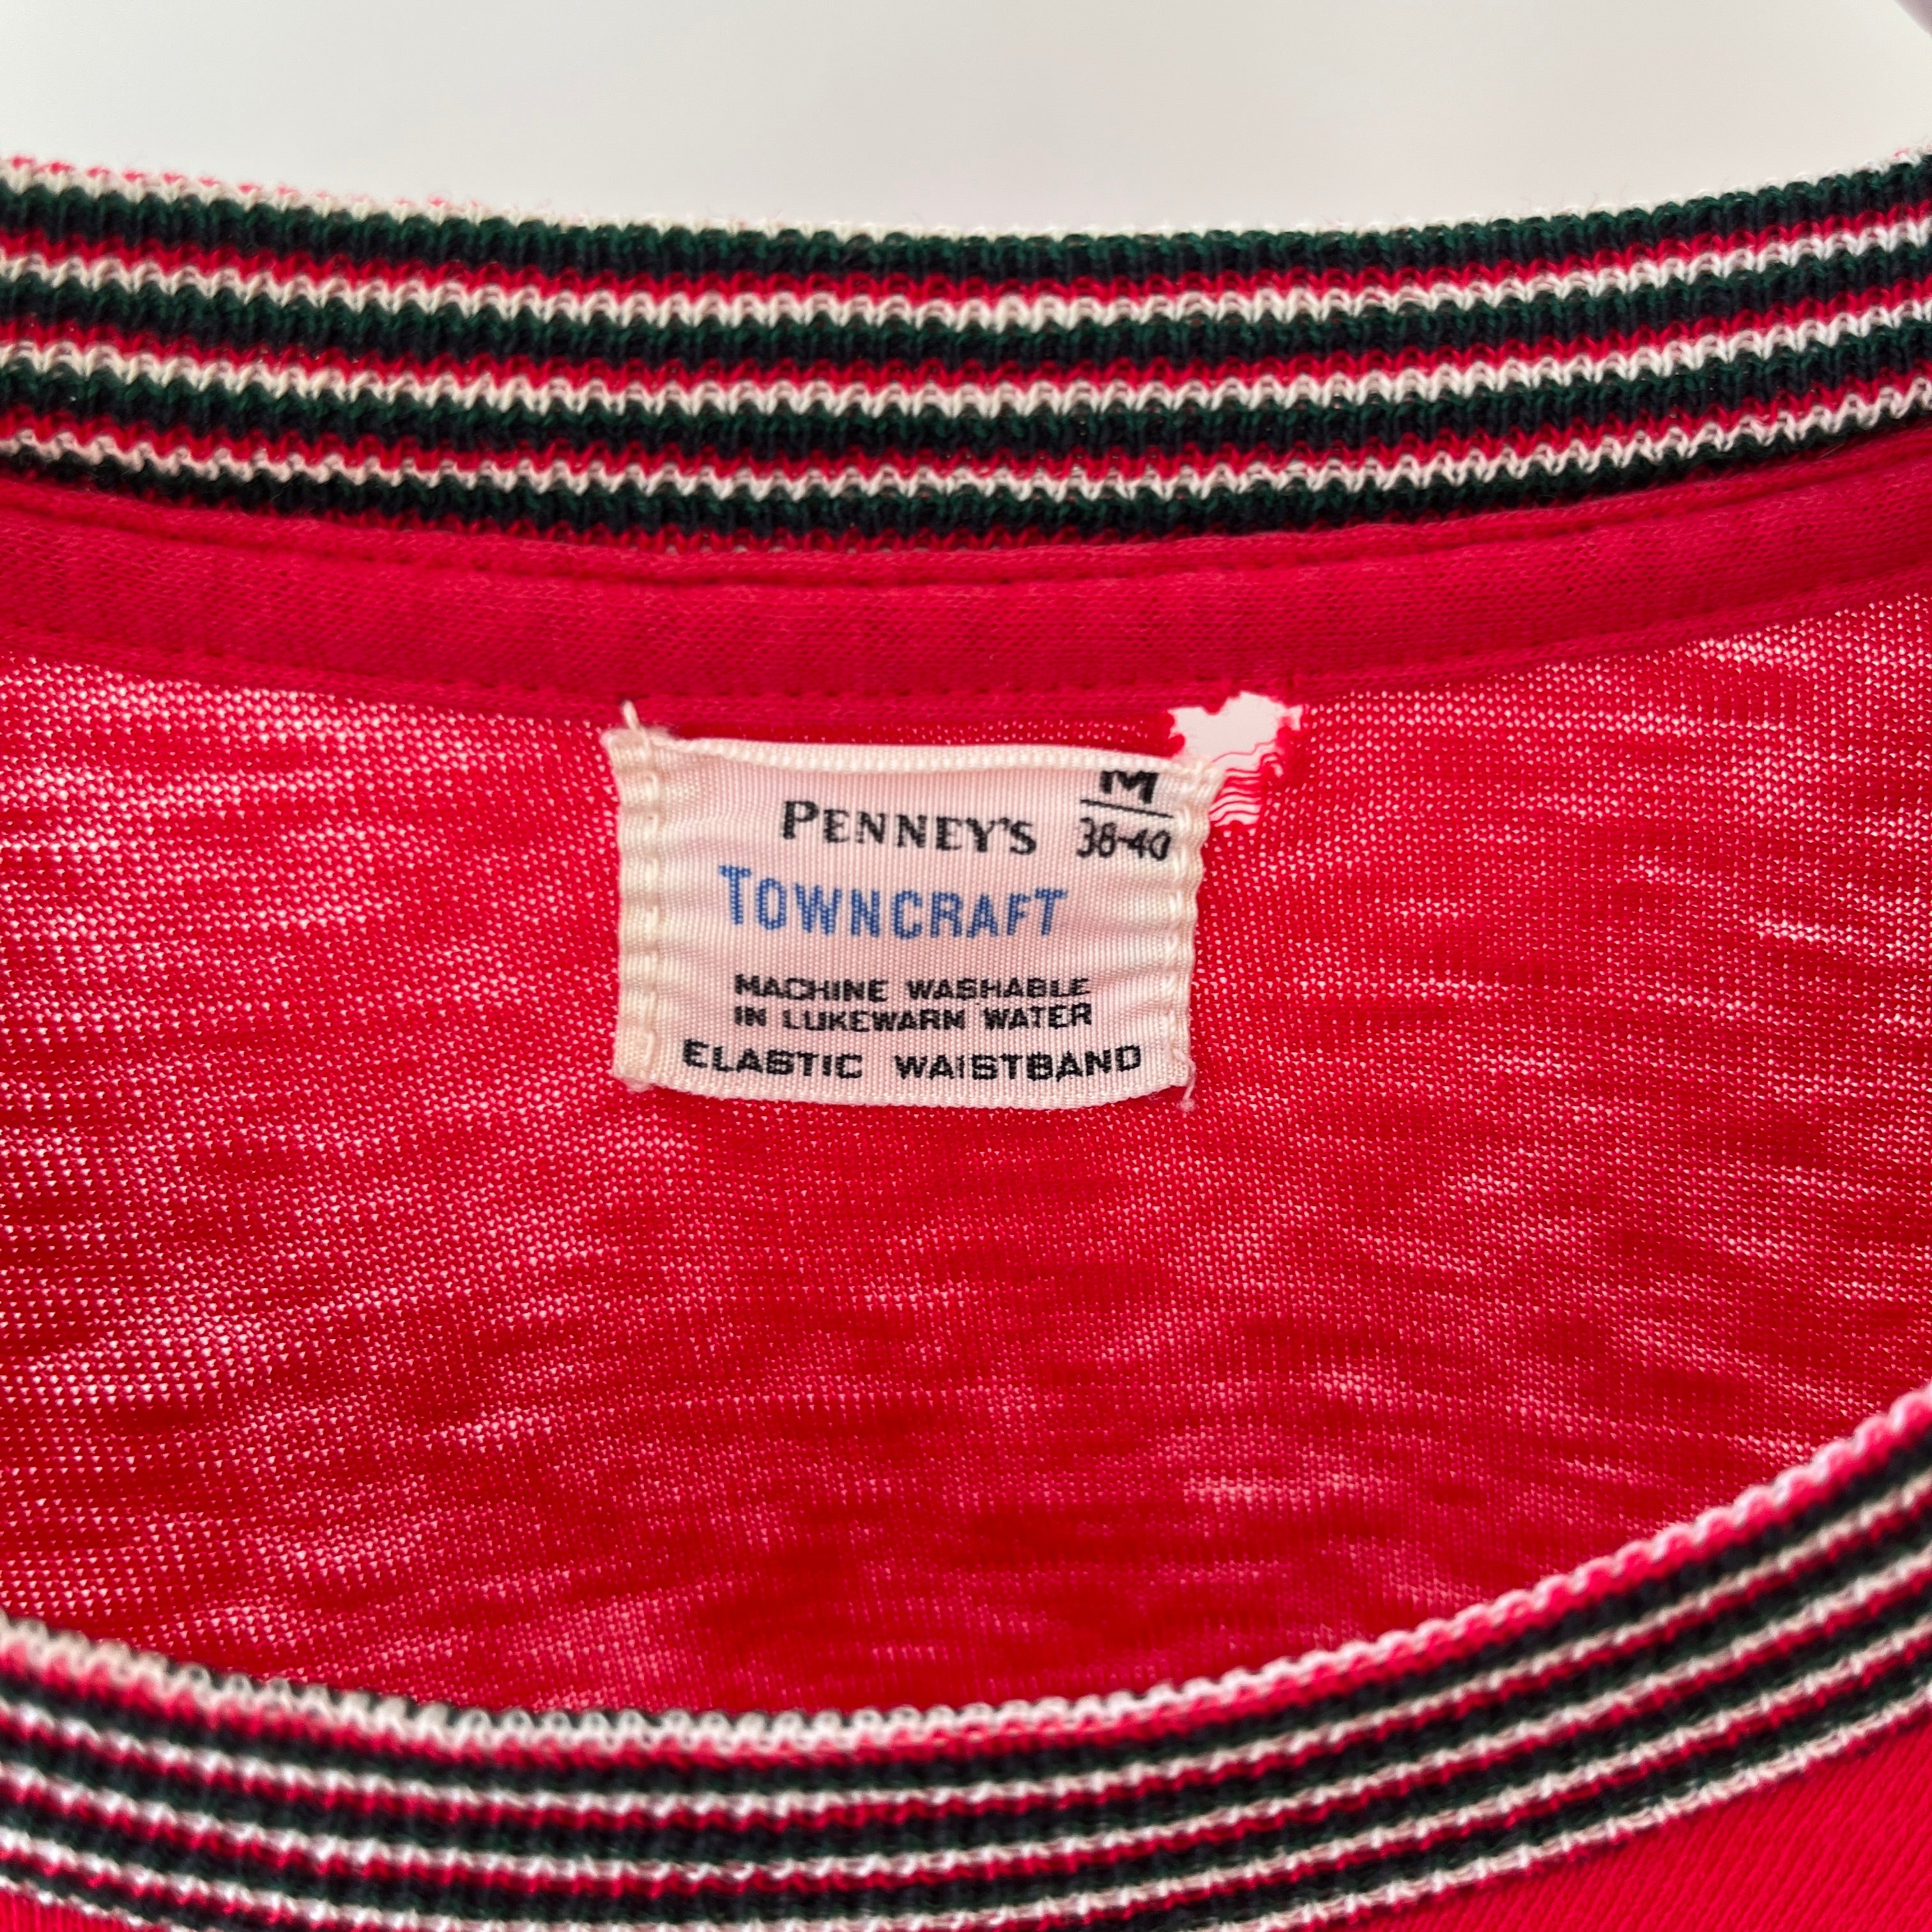 M
PENNEY'S 38-40
TOWNCRAFT
MACHINE WASHABLE
IN LUKEWARM WATER
ELASTIC WAISTBAND